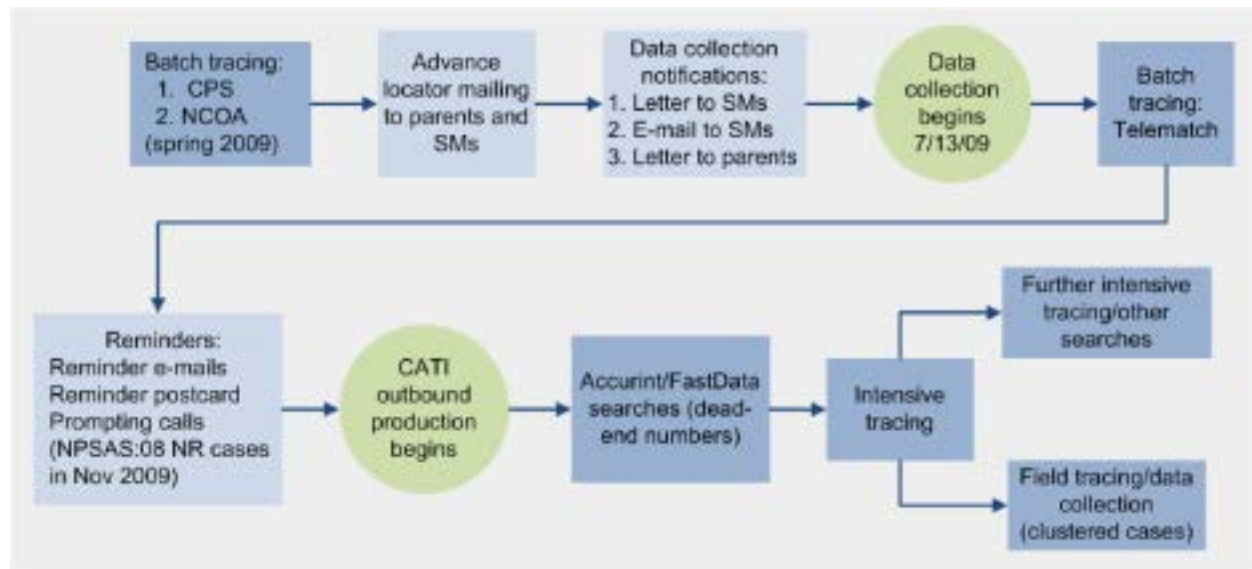 Batch tracing:
1. CPS
2. NCOA
(spring 2009)
Advance
locator mailing
to parents and
SMs
Data collection
notifications:
1. Letter to SMs
2. E-mail to SMs
3. Letter to parents
Data
collection
begins
7/13/09
Batch
tracing:
Telematch
Reminders:
Reminder e-mails
Reminder postcard
Prompting calls
(NPSAS:08 NR cases
in Nov 2009)
CATI
outbound
production
begins
Accurint/FastData
searches (dead-
end numbers)
Intensive
tracing
Further intensive
tracing/other
searches
Field tracing/data
collection
(clustered cases)